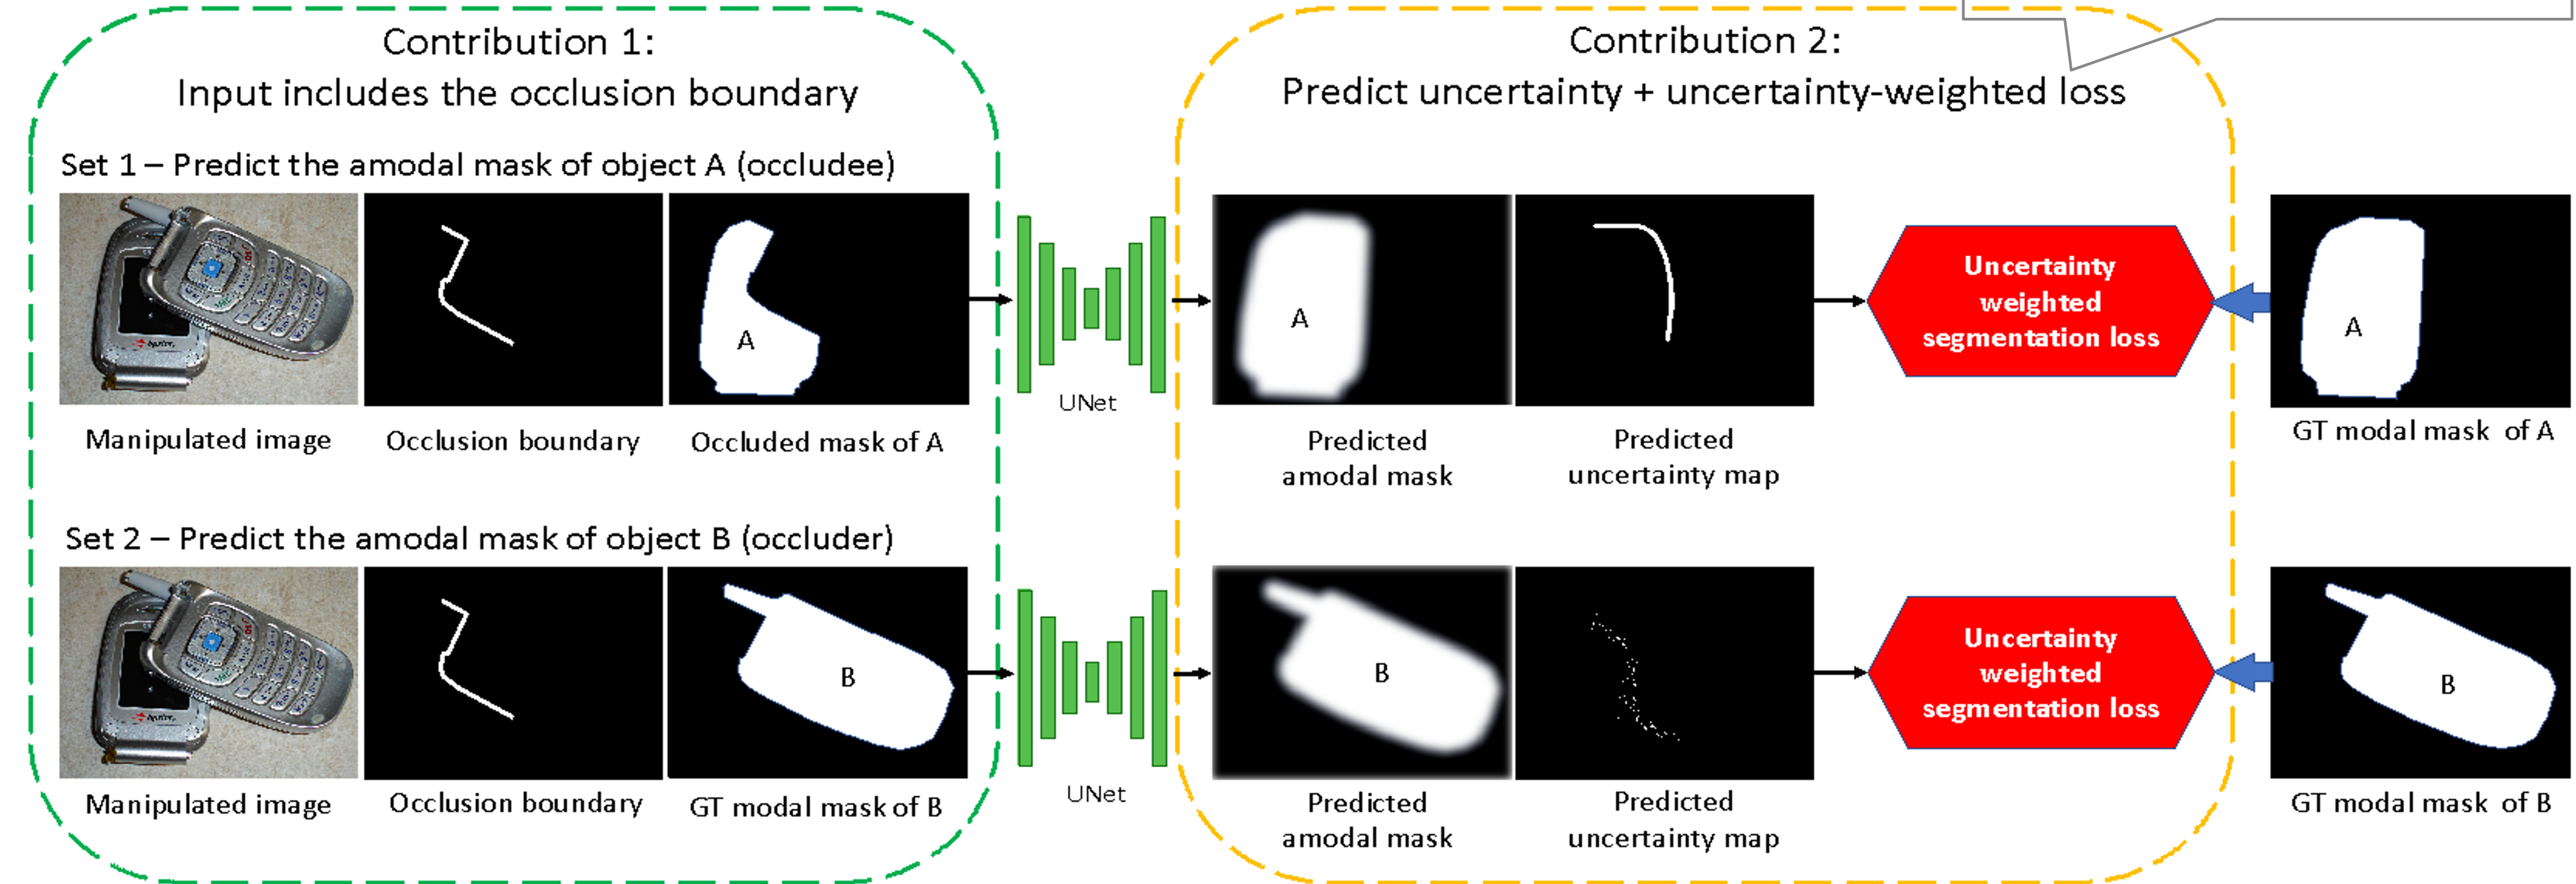 Contribution 1:
Input includes the occlusion boundary
Set 1 – Predict the amodal mask of object A (occludee)
A
Manipulated image
Occlusion boundary
Occluded mask of A
Set 2 – Predict the amodal mask of object B (occluder)
B
Manipulated image
Occlusion boundary
GT modal mask of B
UNet
UNet
Contribution 2:
Predict uncertainty + uncertainty-weighted loss
A
Predicted
amodal mask
Predicted
uncertainty map
Uncertainty
weighted
segmentation loss
B
Predicted
amodal mask
Predicted
uncertainty map
Uncertainty
weighted
segmentation loss
A
GT modal mask of A
B
GT modal mask of B